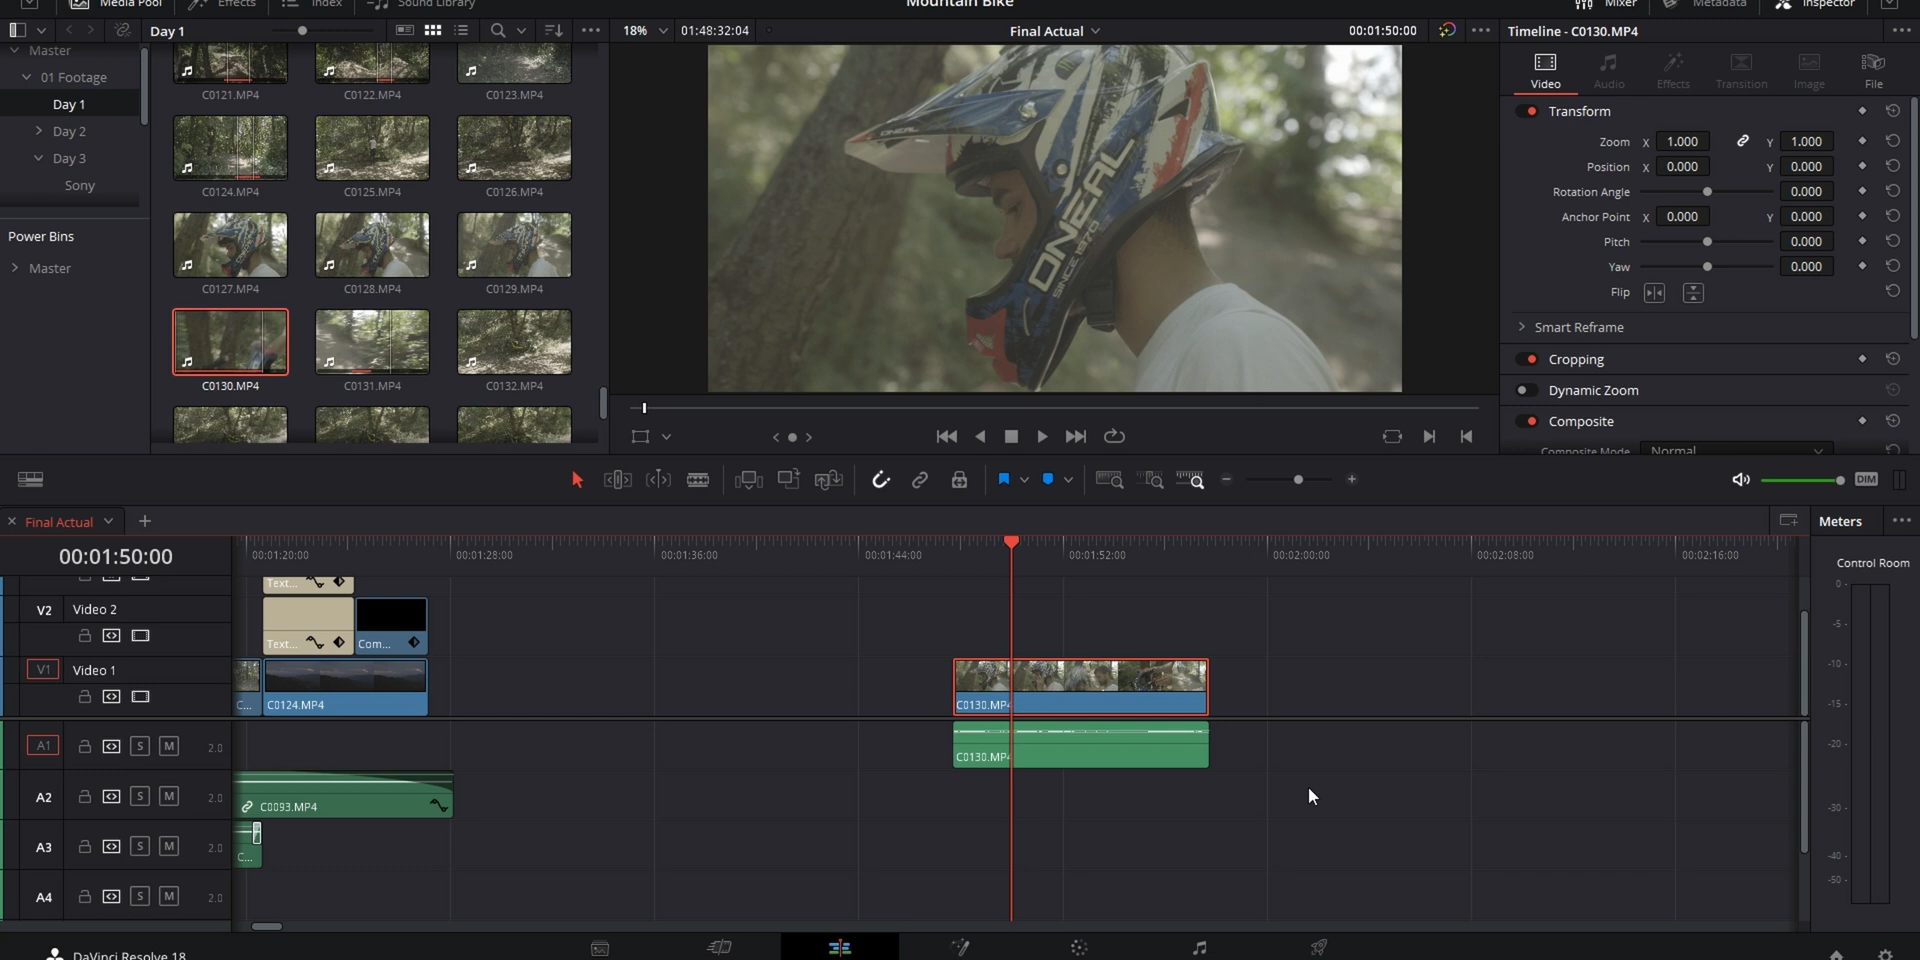 Media Pool Effects Index Sound Library Mountain Bike Mixer Metadata Inspector
Day 1 18% 01:48:32:04 Final Actual 00:01:50:00 Timeline - C0130.MP4
Master
01 Footage
Day 1
Day 2
Day 3
Sony
Power Bins
Master
C0121.MP4 C0122.MP4 C0123.MP4
C0124.MP4 C0125.MP4 C0126.MP4
C0127.MP4 C0128.MP4 C0129.MP4
C0130.MP4 C0131.MP4 C0132.MP4
ONEAL
ONEAL
SINCE 1970
Video Audio Effects Transition Image File
Transform
Zoom X 1.000 Y 1.000
Position X 0.000 Y 0.000
Rotation Angle 0.000
Anchor Point X 0.000 Y 0.000
Pitch 0.000
Yaw 0.000
Flip
Smart Reframe
Cropping
Dynamic Zoom
Composite
Composite Mode Normal
DIM
Final Actual
Meters
00:01:50:00
00:01:20:00 00:01:28:00 00:01:36:00 00:01:44:00 00:01:52:00 00:02:00:00 00:02:08:00 00:02:16:00
Control Room
0
-5
-10
-15
-20
-30
-40
-50
Text...
V2 Video 2
Text... Com...
V1 Video 1
C... C0124.MP4 C0130.MP4
A1 S M 2.0
C0130.MP4
A2 S M 2.0
C0093.MP4
A3 S M 2.0
C...
A4 S M 2.0
DaVinci Resolve 18